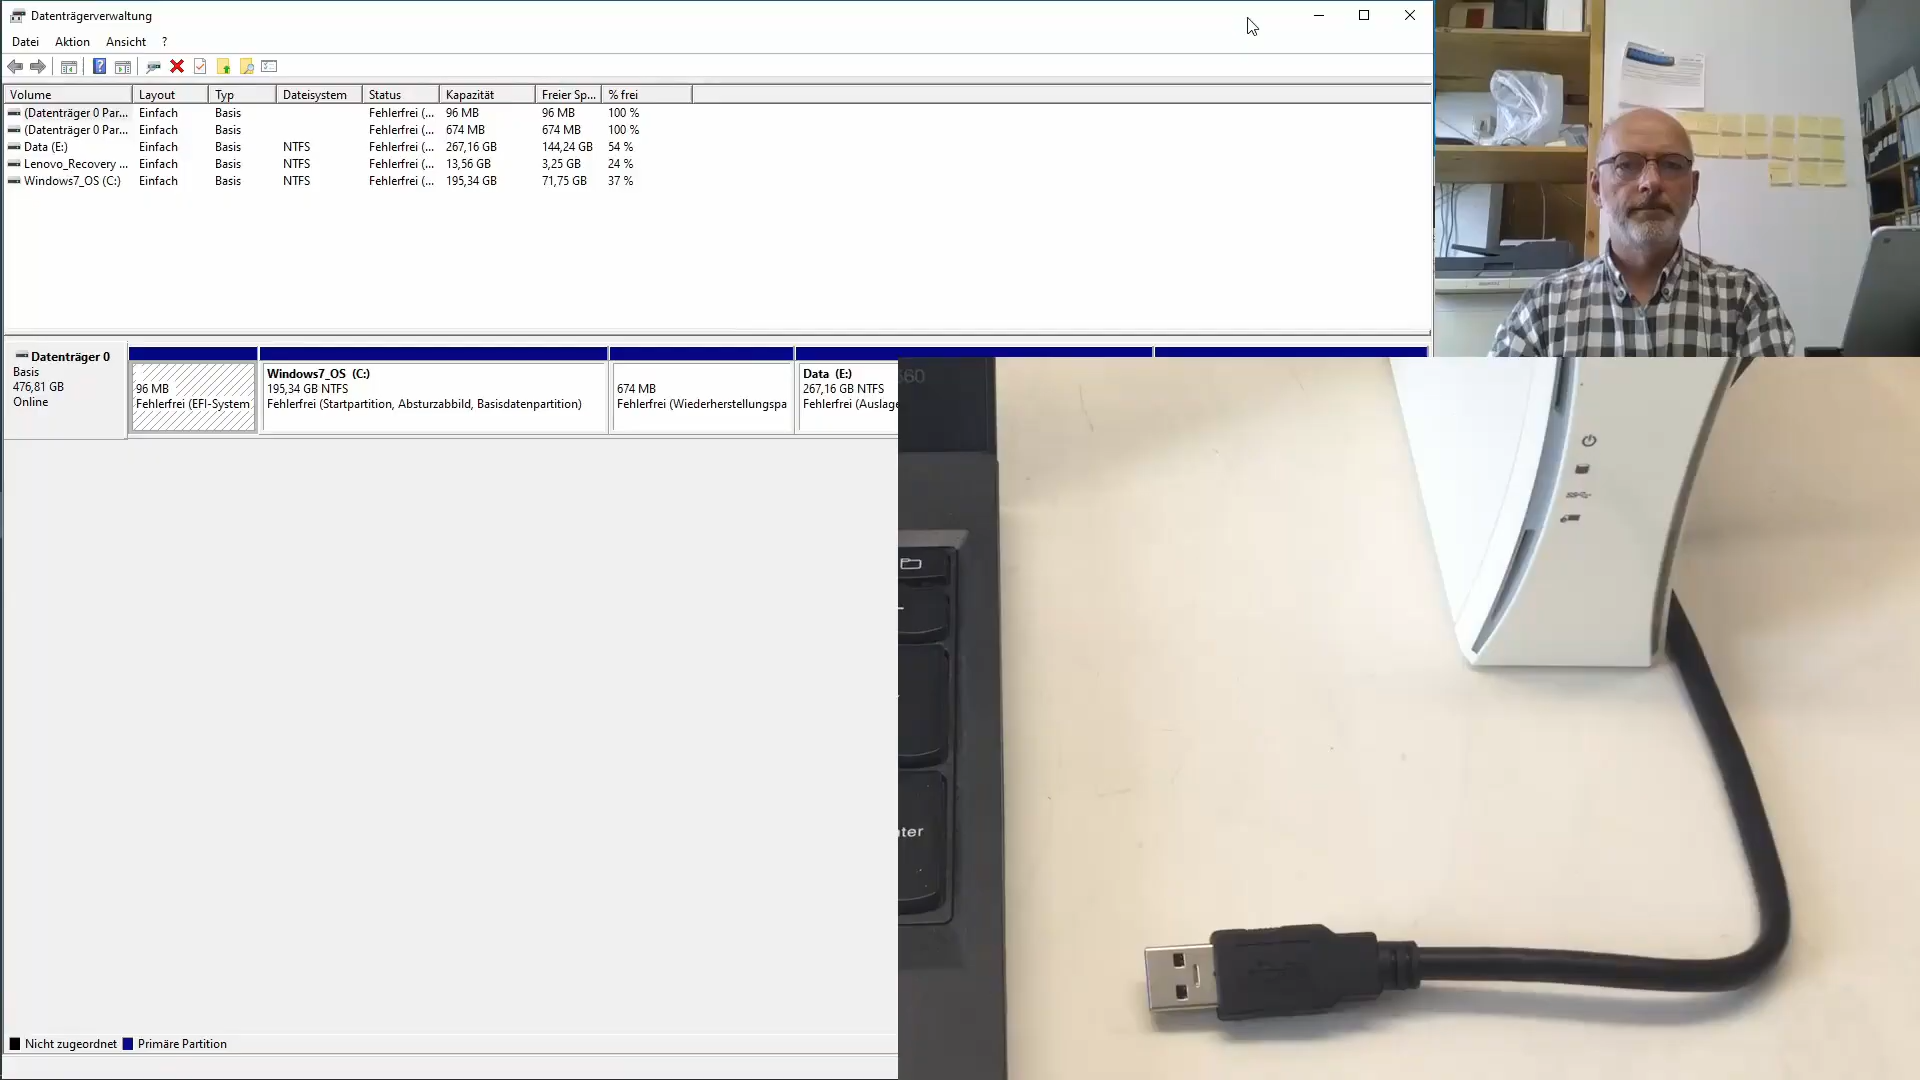 Datenträgerverwaltung
Datei Aktion Ansicht ?
Volume Layout Typ Dateisystem Status Kapazität Freier Sp... % frei
(Datenträger 0 Par... Einfach Basis Fehlerfrei (... 96 MB 96 MB 100 %
(Datenträger 0 Par... Einfach Basis Fehlerfrei (... 674 MB 674 MB 100 %
Data (E:) Einfach Basis NTFS Fehlerfrei (... 267,16 GB 144,24 GB 54 %
Lenovo_Recovery ... Einfach Basis NTFS Fehlerfrei (... 13,56 GB 3,25 GB 24 %
Windows7_OS (C:) Einfach Basis NTFS Fehlerfrei (... 195,34 GB 71,75 GB 37 %
Datenträger 0
Basis
476,81 GB
Online
96 MB
Fehlerfrei (EFI-System
Windows7_OS (C:)
195,34 GB NTFS
Fehlerfrei (Startpartition, Absturzabbild, Basisdatenpartition)
674 MB
Fehlerfrei (Wiederherstellungspa
Data (E:)
267,16 GB NTFS
Fehlerfrei (Auslage
560
nter
Nicht zugeordnet Primäre Partition